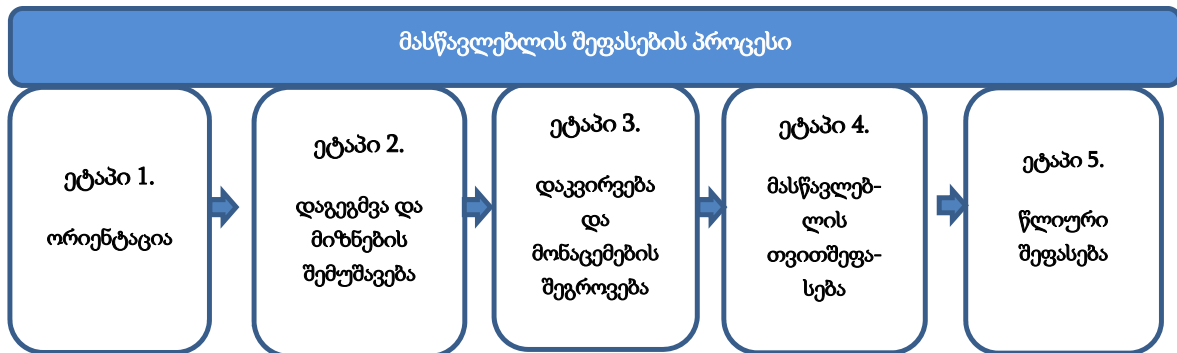 მასწავლებლის შეფასების პროცესი
ეტაპი 1.
ორიენტაცია
ეტაპი 2.
დაგეგმვა და
მიზნების
შემუშავება
ეტაპი 3.
დაკვირვება
და
მონაცემების
შეგროვება
ეტაპი 4.
მასწავლებ-
ლის
თვითშეფა-
სება
ეტაპი 5.
წლიური
შეფასება